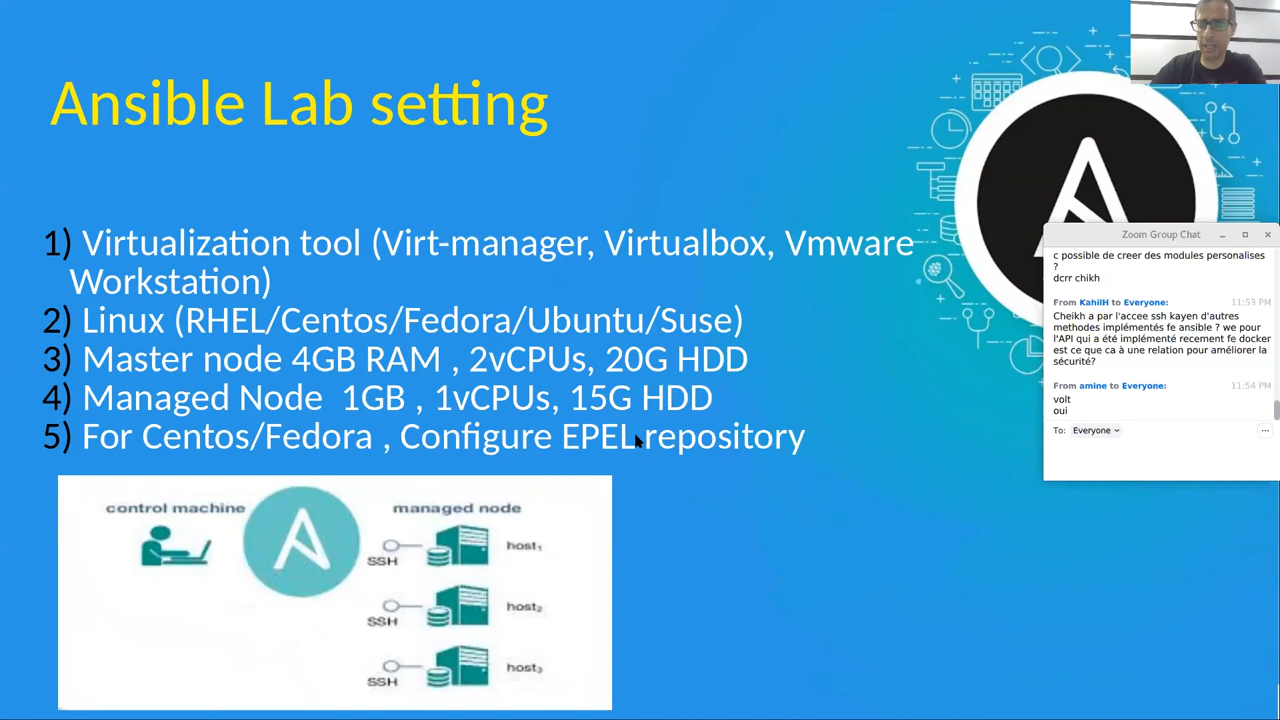 Ansible Lab setting
1) Virtualization tool (Virt-manager, Virtualbox, Vmware
Workstation)
2) Linux (RHEL/Centos/Fedora/Ubuntu/Suse)
3) Master node 4GB RAM , 2vCPUs, 20G HDD
4) Managed Node 1GB , 1vCPUs, 15G HDD
5) For Centos/Fedora , Configure EPEL repository
control machine
managed node
SSH
host1
SSH
host2
SSH
host3
Zoom Group Chat
c possible de creer des modules personalises
?
dcrr chikh
From KahilH to Everyone: 11:53 PM
Cheikh a par l'accee ssh kayen d'autres
methodes implémentés fe ansible ? we pour
l'API qui a été implémenté recement fe docker
est ce que ca à une relation pour améliorer la
sécurité?
From amine to Everyone: 11:54 PM
volt
oui
To: Everyone